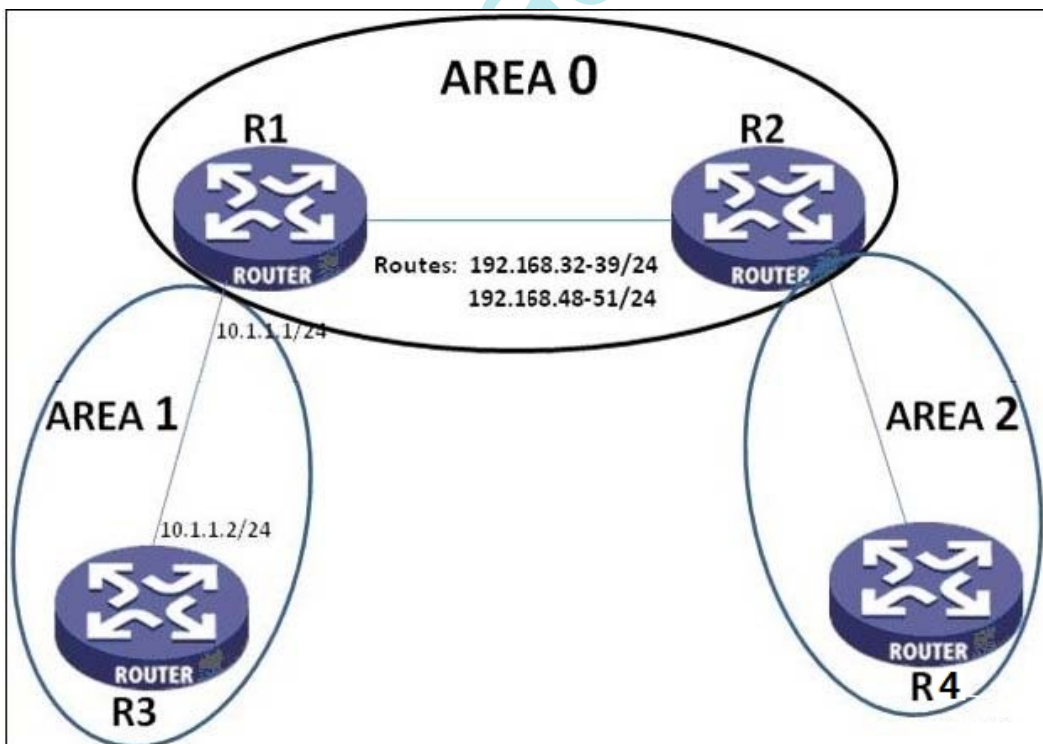 AREA 0
R1
R2
ROUTER
ROUTER
Routes: 192.168.32-39/24
192.168.48-51/24
10.1.1.1/24
AREA 1
AREA 2
10.1.1.2/24
ROUTER
R3
ROUTER
R4